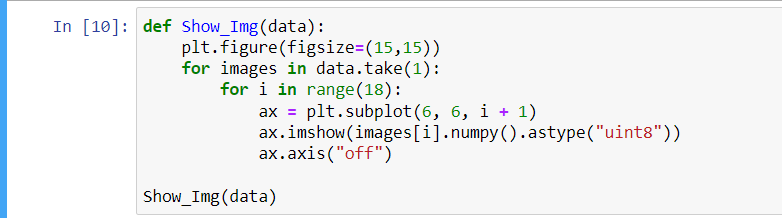 In [10]: def Show_Img(data):
    plt.figure(figsize=(15,15))
    for images in data.take(1):
        for i in range(18):
            ax = plt.subplot(6, 6, i + 1)
            ax.imshow(images[i].numpy().astype("uint8"))
            ax.axis("off")

Show_Img(data)